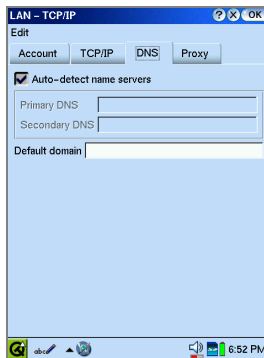 LAN - TCP/IP ? X OK
Edit
Account TCP/IP DNS Proxy
Auto-detect name servers
Primary DNS
Secondary DNS
Default domain
abc 6:52 PM